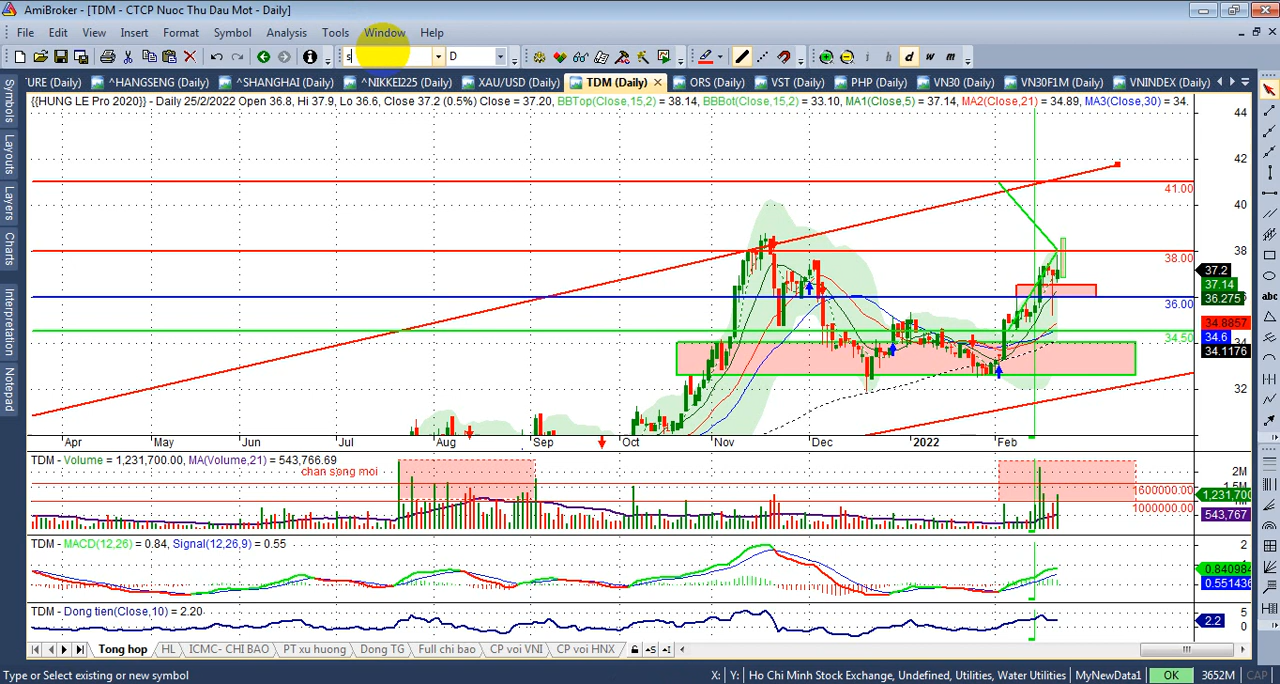 AmiBroker - [TDM - CTCP Nuoc Thu Dau Mot - Daily]
File Edit View Insert Format Symbol Analysis Tools Window Help
s D i h d w m
'URE (Daily) ^HANGSENG (Daily) ^SHANGHAI (Daily) ^NIKKEI225 (Daily) XAU/USD (Daily) TDM (Daily) ORS (Daily) VST (Daily) PHP (Daily) VN30 (Daily) VN30F1M (Daily) VNINDEX (Daily)
Symbols
Layouts
Layers
Charts
Interpretation
Notepad
{{HUNG LE Pro 2020}} - Daily 25/2/2022 Open 36.8, Hi 37.9, Lo 36.6, Close 37.2 (0.5%) Close = 37.20, BBTop(Close,15,2) = 38.14, BBBot(Close,15,2) = 33.10, MA1(Close,5) = 37.14, MA2(Close,21) = 34.89, MA3(Close,30) = 34.
44
42
41.00
40
38
38.00
37.2
37.14
36.275
36.00
34.8857
34.6
34.50
34.1176
32
abc
Apr May Jun Jul Aug Sep Oct Nov Dec 2022 Feb
TDM - Volume = 1,231,700.00, MA(Volume,21) = 543,766.69
chan song moi
2M
1600000.00
1,231,700
1000000.00
543,767
TDM - MACD(12,26) = 0.84, Signal(12,26,9) = 0.55
2
1
0.640984
0.551436
TDM - Dong tien(Close,10) = 2.20
5
2.2
0
Tong hop HL ICMC- CHI BAO PT xu huong Dong TG Full chi bao CP voi VNI CP voi HNX
Type or Select existing or new symbol X: Y: Ho Chi Minh Stock Exchange, Undefined, Utilities, Water Utilities MyNewData1 OK 3652M CAP